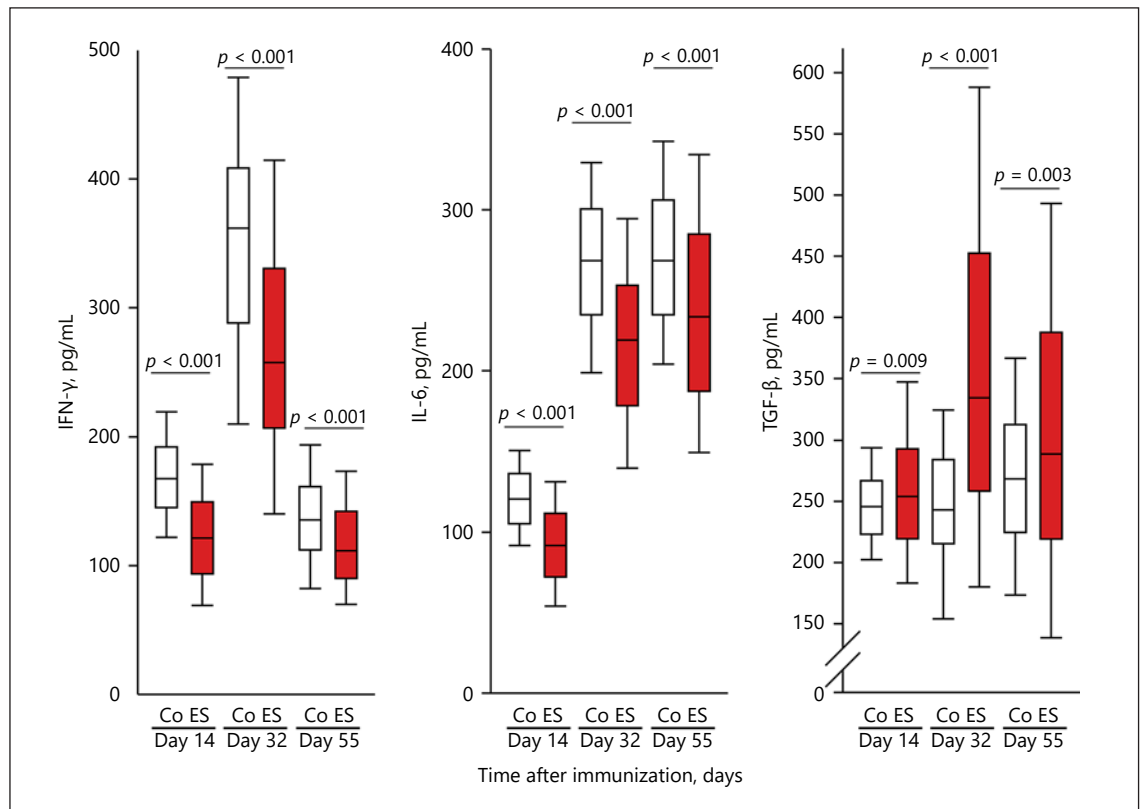 IFN-γ, pg/mL
500
400
300
200
100
0
p < 0.001
p < 0.001
p < 0.001
Co ES
Day 14
Co ES
Day 32
Co ES
Day 55
IL-6, pg/mL
400
300
200
100
0
p < 0.001
p < 0.001
p < 0.001
Co ES
Day 14
Co ES
Day 32
Co ES
Day 55
TGF-β, pg/mL
600
550
500
450
400
350
300
250
200
150
0
p = 0.009
p < 0.001
p = 0.003
Co ES
Day 14
Co ES
Day 32
Co ES
Day 55
Time after immunization, days